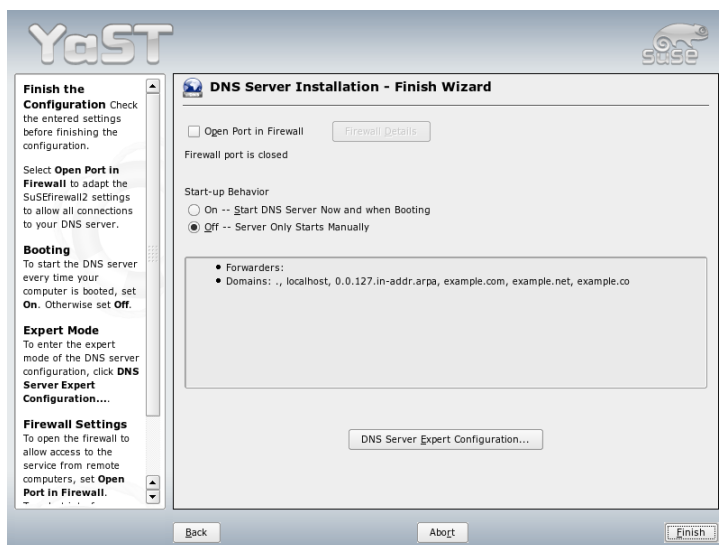 YaST
SUSE
Finish the
Configuration Check
the entered settings
before finishing the
configuration.
Select Open Port in
Firewall to adapt the
SuSEfirewall2 settings
to allow all connections
to your DNS server.
Booting
To start the DNS server
every time your
computer is booted, set
On. Otherwise set Off.
Expert Mode
To enter the expert
mode of the DNS server
configuration, click DNS
Server Expert
Configuration....
Firewall Settings
To open the firewall to
allow access to the
service from remote
computers, set Open
Port in Firewall.
DNS Server Installation - Finish Wizard
Open Port in Firewall
Firewall Details
Firewall port is closed
Start-up Behavior
On -- Start DNS Server Now and when Booting
Off -- Server Only Starts Manually
• Forwarders:
• Domains: ., localhost, 0.0.127.in-addr.arpa, example.com, example.net, example.co
DNS Server Expert Configuration...
Back
Abort
Finish